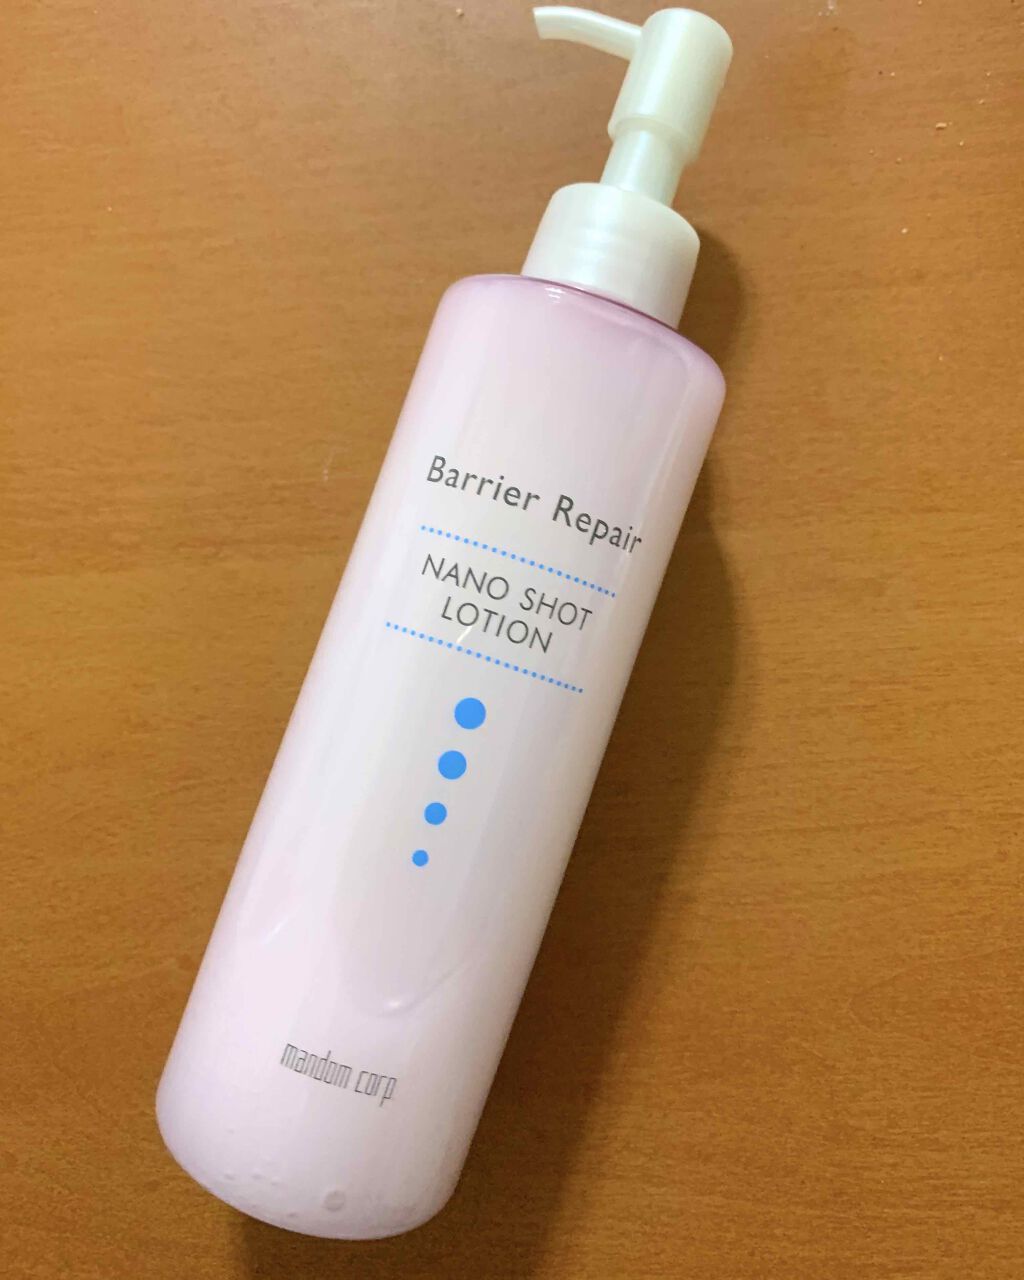 Barrier Repair
NANO SHOT
LOTION
mandom corp.